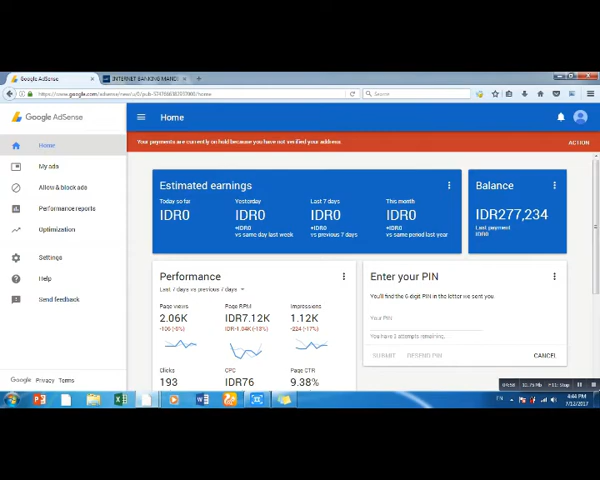 Google AdSense
INTERNET BANKING MANDI
Search
Google AdSense
Home
Your payments are currently on hold because you have not verified your address.
ACTION
Home
My ads
Allow & block ads
Performance reports
Optimization
Settings
Help
Send feedback
Google Privacy Terms
Estimated earnings
Today so far
IDR0
Yesterday
IDR0
vs same day last week
Last 7 days
IDR0
vs previous 7 days
This month
IDR0
vs same period last year
Balance
IDR277,234
Last payment
IDR0
Performance
Last 7 days vs previous 7 days
Page views
2.06K
Page RPM
IDR7.12K
Impressions
1.12K
-224 (-17%)
Clicks
193
CPC
IDR76
Page CTR
9.38%
Enter your PIN
You'll find the 6-digit PIN in the letter we sent you.
Your PIN
You have 3 attempts remaining.
SUBMIT
RESEND PIN
CANCEL
EN
4:44 PM
7/12/2017